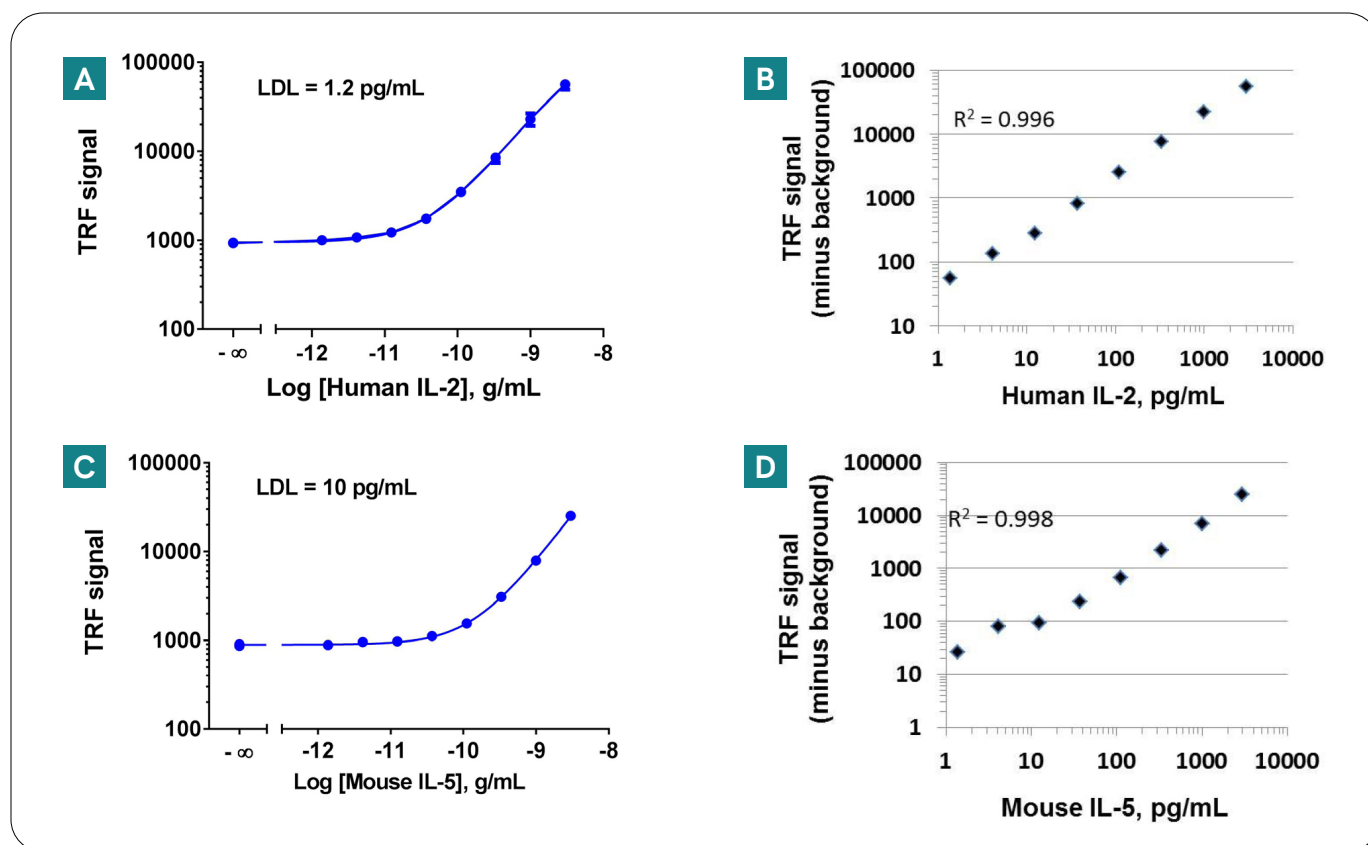 A
LDL = 1.2 pg/mL
TRF signal
100000
10000
1000
100
- ∞
-12
-11
-10
-9
-8
Log [Human IL-2], g/mL
B
R² = 0.996
TRF signal
(minus background)
100000
10000
1000
100
10
1
10
100
1000
10000
Human IL-2, pg/mL
C
LDL = 10 pg/mL
TRF signal
100000
10000
1000
100
- ∞
-12
-11
-10
-9
-8
Log [Mouse IL-5], g/mL
D
R² = 0.998
TRF signal
(minus background)
100000
10000
1000
100
10
1
1
10
100
1000
10000
Mouse IL-5, pg/mL